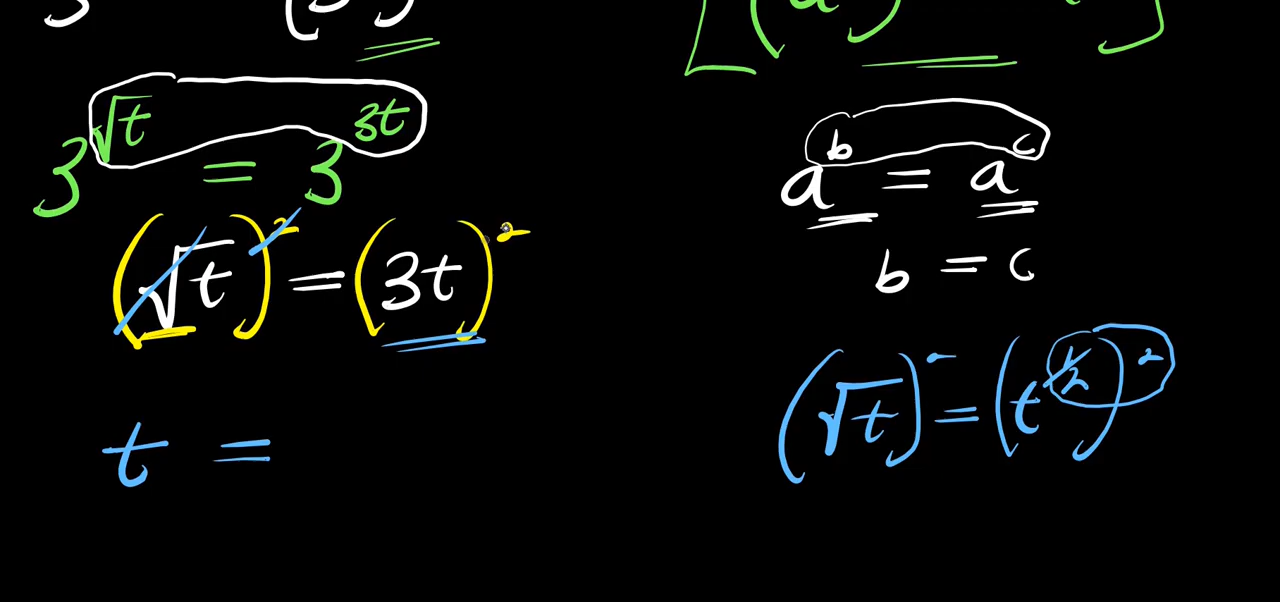 3^√t = 3^3t
(√t)² = (3t)²
t =
a^b = a^c
b = c
(√t)² = (t^1/2)²